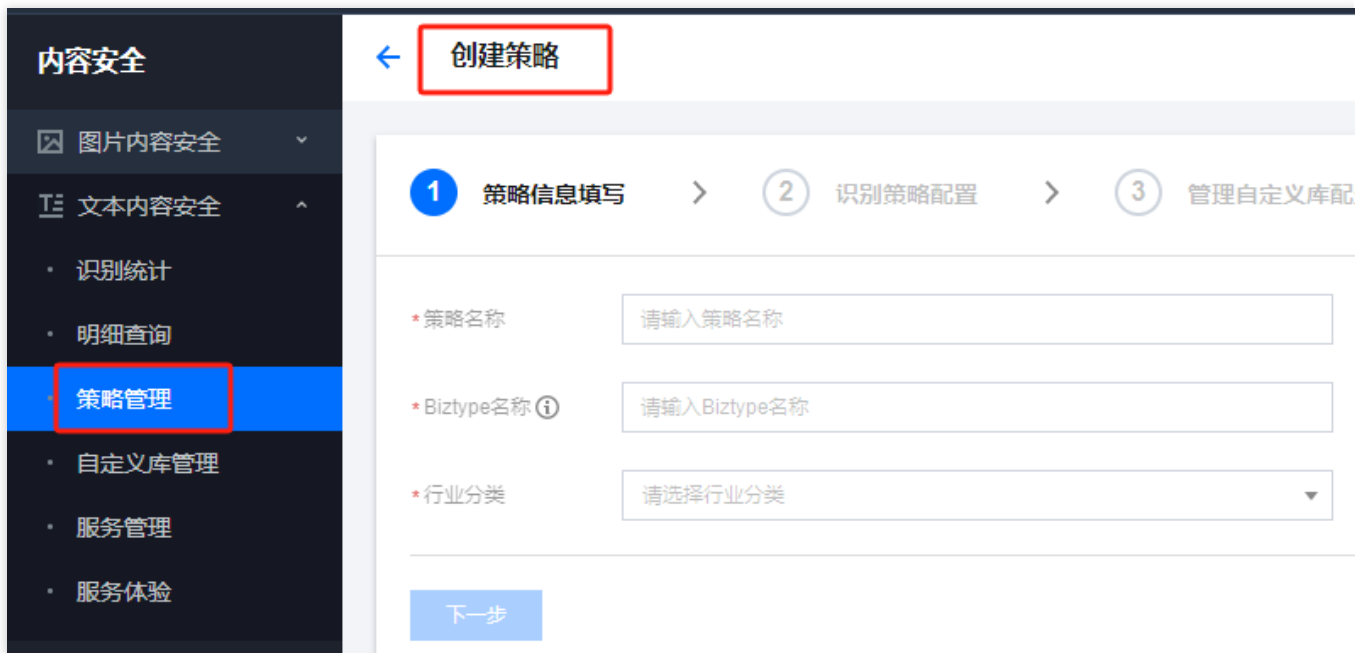 内容安全
图片内容安全
文本内容安全
识别统计
明细查询
策略管理
自定义库管理
服务管理
服务体验
创建策略
1 策略信息填写 > 2 识别策略配置 > 3 管理自定义库配
*策略名称 请输入策略名称
*Biztype名称 请输入Biztype名称
*行业分类 请选择行业分类
下一步